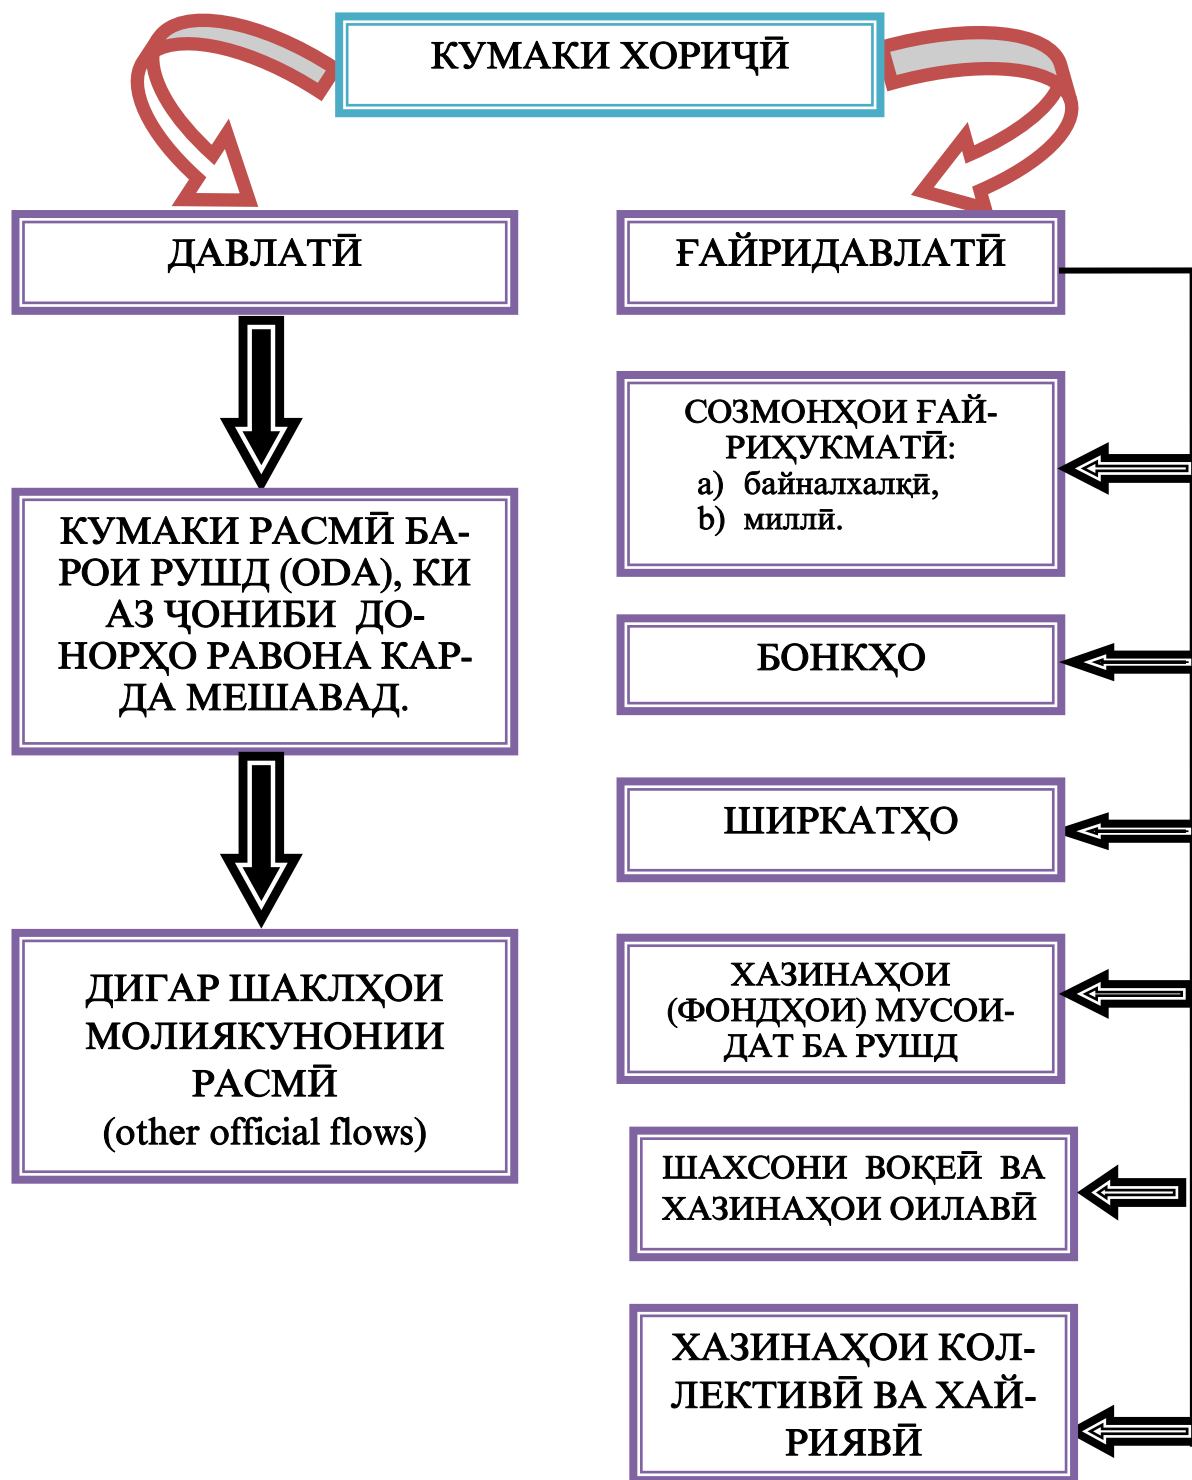 КУМАКИ ХОРИҶӢ
ДАВЛАТӢ
КУМАКИ РАСМӢ БА-
РОИ РУШД (ODA), КИ
АЗ ҶОНИБИ ДО-
НОРҲО РАВОНА КАР-
ДА МЕШАВАД.
ДИГАР ШАКЛҲОИ
МОЛИЯКУНОНИИ
РАСМӢ
(other official flows)
ҒАЙРИДАВЛАТӢ
СОЗМОНҲОИ ҒАЙ-
РИҲУКМАТӢ:
a) байналхалқӣ,
b) миллӣ.
БОНКҲО
ШИРКАТҲО
ХАЗИНАҲОИ
(ФОНДҲОИ) МУСОИ-
ДАТ БА РУШД
ШАХСОНИ ВОҚЕӢ ВА
ХАЗИНАҲОИ ОИЛАВӢ
ХАЗИНАҲОИ КОЛ-
ЛЕКТИВӢ ВА ХАЙ-
РИЯВӢ